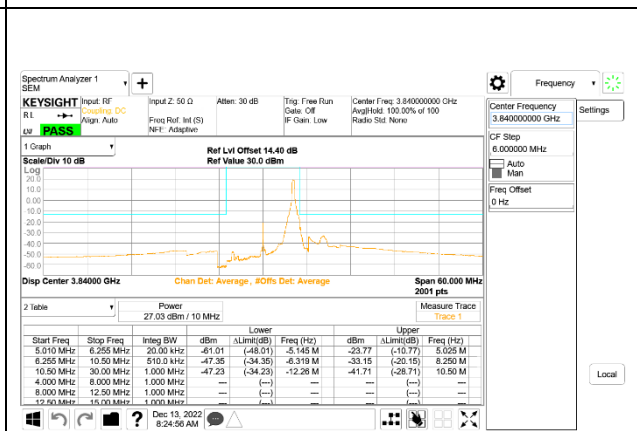 Spectrum Analyzer 1
SEM
+
Frequency
KEYSIGHT
Input: RF
Input Z: 50 Ω
Atten: 30 dB
Trig: Free Run
Center Freq: 3.840000000 GHz
RL
Coupling: DC
Gate: Off
Avg|Hold: 100.00% of 100
Align: Auto
Freq Ref: Int (S)
IF Gain: Low
Radio Std: None
PASS
NFE: Adaptive
Center Frequency
3.840000000 GHz
Settings
CF Step
6.000000 MHz
Auto
Man
Freq Offset
0 Hz
1 Graph
Ref Lvl Offset 14.40 dB
Scale/Div 10 dB
Ref Value 30.0 dBm
Log
20.0
10.0
0.00
-10.0
-20.0
-30.0
-40.0
-50.0
-60.0
Disp Center 3.84000 GHz
Chan Det: Average, #Offs Det: Average
Span 60.000 MHz
2001 pts
2 Table
Power
27.03 dBm / 10 MHz
Measure Trace
Trace 1
Lower
Upper
Start Freq Stop Freq Integ BW dBm ΔLimit(dB) Freq (Hz) dBm ΔLimit(dB) Freq (Hz)
5.010 MHz 6.255 MHz 20.00 kHz -61.01 (-48.01) -5.145 M -23.77 (-10.77) 5.025 M
6.255 MHz 10.50 MHz 510.0 kHz -47.35 (-34.35) -6.319 M -33.15 (-20.15) 8.250 M
10.50 MHz 30.00 MHz 1.000 MHz -47.23 (-34.23) -12.26 M -41.71 (-28.71) 10.50 M
4.000 MHz 8.000 MHz 1.000 MHz --- (---) --- --- (---) ---
8.000 MHz 12.50 MHz 1.000 MHz --- (---) --- --- (---) ---
12.50 MHz 15.00 MHz 1.000 MHz --- (---) --- --- (---) ---
Local
?
Dec 13, 2022
8:24:56 AM